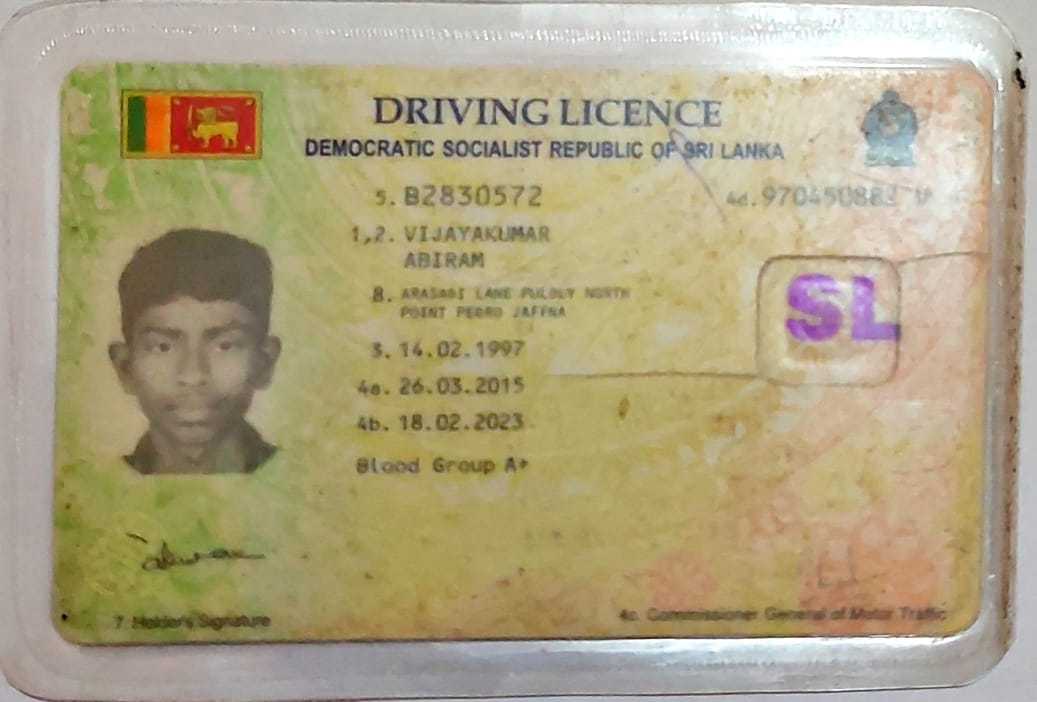 DRIVING LICENCE
DEMOCRATIC SOCIALIST REPUBLIC OF SRI LANKA
5. B2830572 4d. 970450883 V
1,2. VIJAYAKUMAR
ABIRAM
8. ARASADI LANE PULOLY NORTH
POINT PEDRO JAFFNA
SL
3. 14.02.1997
4a. 26.03.2015
4b. 18.02.2023
Blood Group A+
7. Holder's Signature 4c. Commissioner General of Motor Traffic